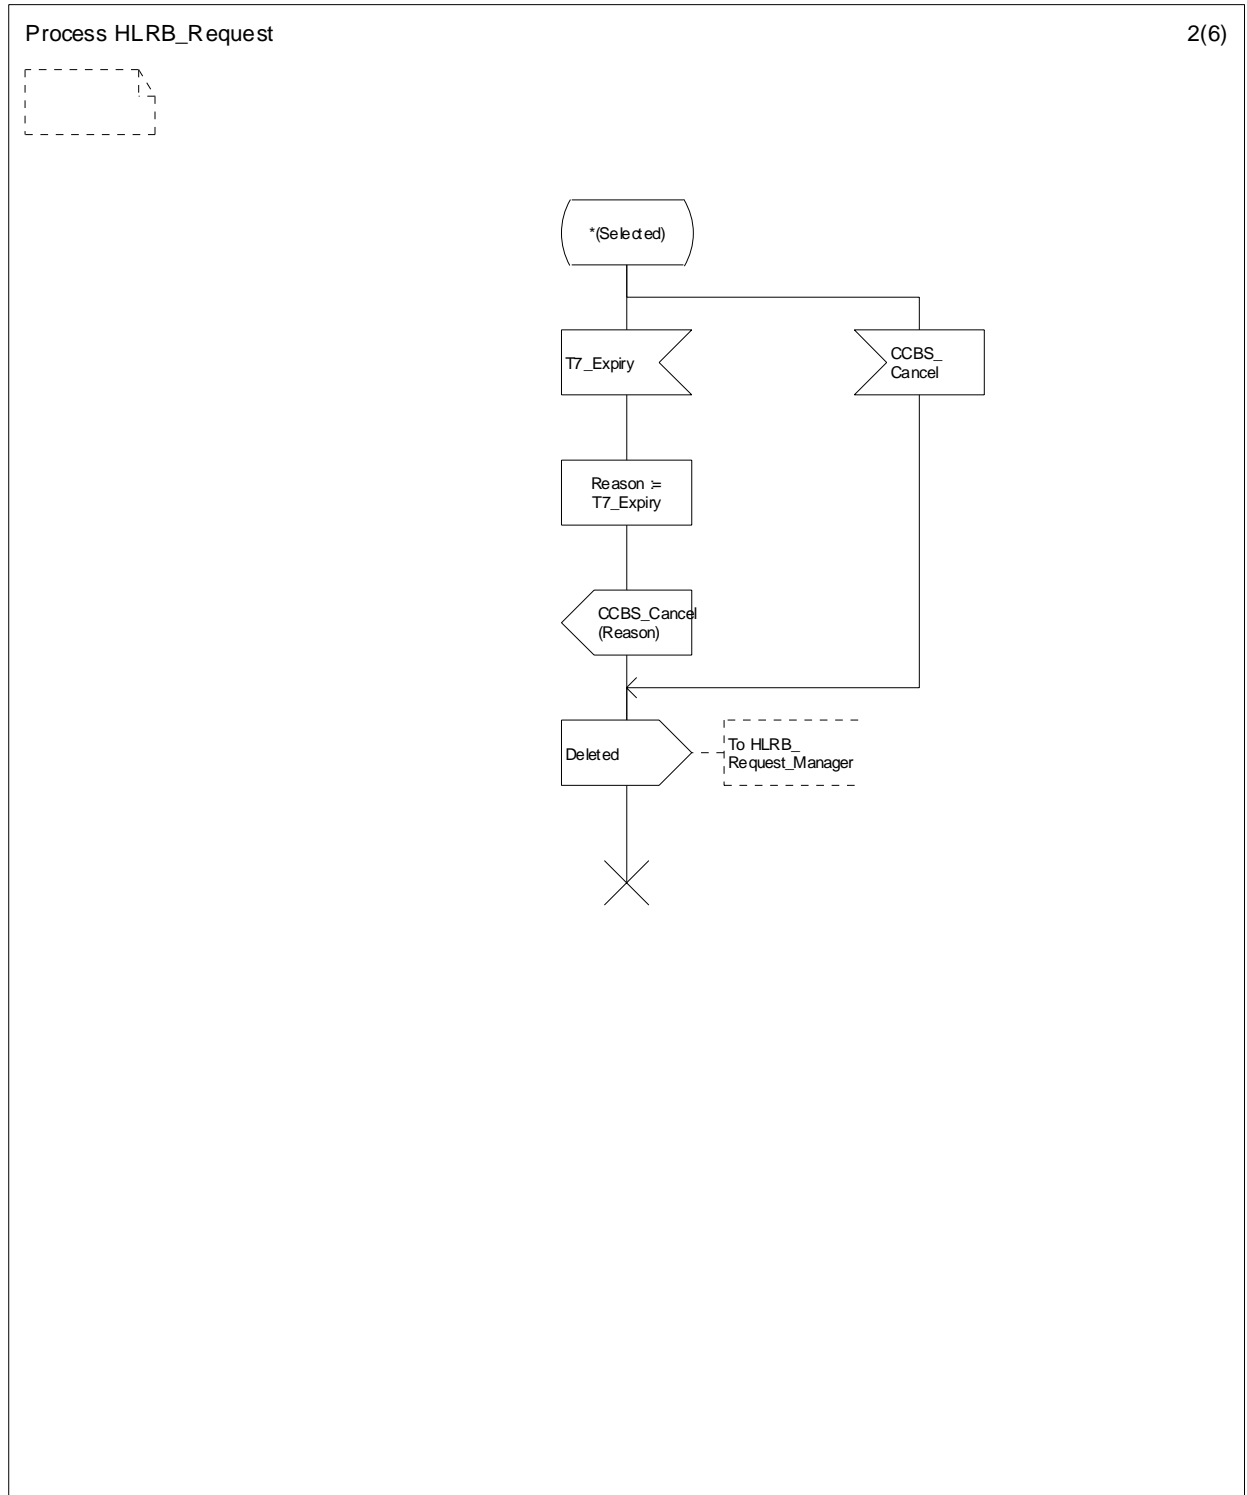 Process HLRB_Request
2(6)
*(Selected)
T7_Expiry
CCBS_
Cancel
Reason :=
T7_Expiry
CCBS_Cancel
(Reason)
Deleted
To HLRB_
Request_Manager